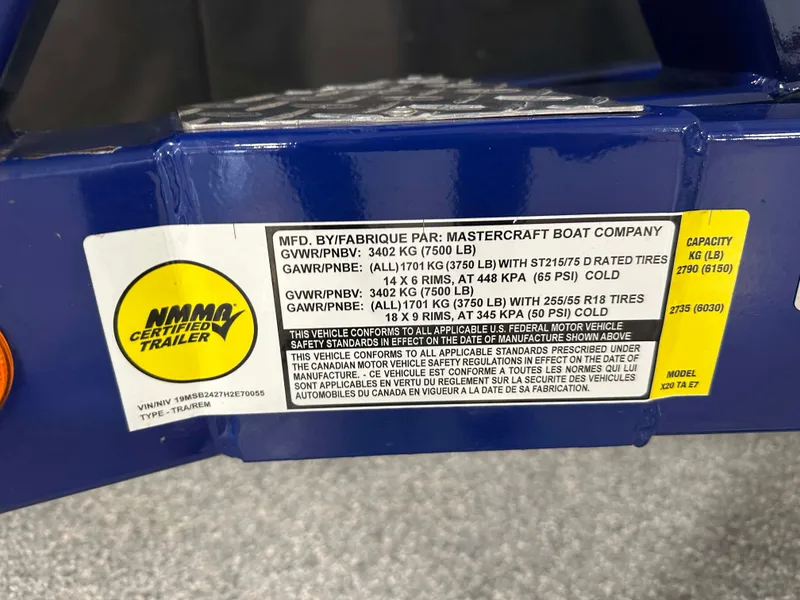 NMMA
CERTIFIED
TRAILER
VIN/NIV 19MSB2427H2E70055
TYPE - TRA/REM
MFD. BY/FABRIQUE PAR: MASTERCRAFT BOAT COMPANY
GVWR/PNBV: 3402 KG (7500 LB)
GAWR/PNBE: (ALL)1701 KG (3750 LB) WITH ST215/75 D RATED TIRES
14 X 6 RIMS, AT 448 KPA (65 PSI) COLD
GVWR/PNBV: 3402 KG (7500 LB)
GAWR/PNBE: (ALL)1701 KG (3750 LB) WITH 255/55 R18 TIRES
18 X 9 RIMS, AT 345 KPA (50 PSI) COLD
THIS VEHICLE CONFORMS TO ALL APPLICABLE U.S. FEDERAL MOTOR VEHICLE
SAFETY STANDARDS IN EFFECT ON THE DATE OF MANUFACTURE SHOWN ABOVE
THIS VEHICLE CONFORMS TO ALL APPLICABLE STANDARDS PRESCRIBED UNDER
THE CANADIAN MOTOR VEHICLE SAFETY REGULATIONS IN EFFECT ON THE DATE OF
MANUFACTURE. - CE VEHICULE EST CONFORME A TOUTES LES NORMES QUI LUI
SONT APPLICABLES EN VERTU DU REGLEMENT SUR LA SECURITE DES VEHICULES
AUTOMOBILES DU CANADA EN VIGUEUR A LA DATE DE SA FABRICATION.
CAPACITY
KG (LB)
2790 (6150)
2735 (6030)
MODEL
X20 TA E7